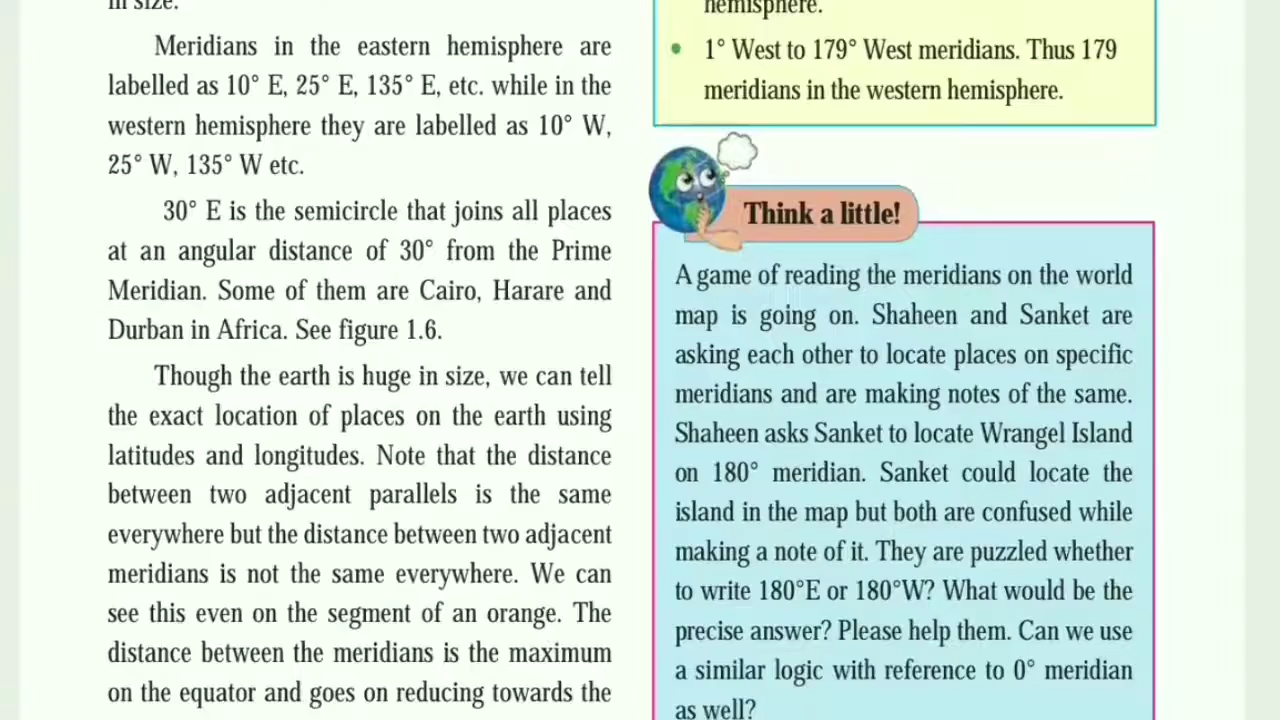 in size.
Meridians in the eastern hemisphere are
labelled as 10° E, 25° E, 135° E, etc. while in the
western hemisphere they are labelled as 10° W,
25° W, 135° W etc.
30° E is the semicircle that joins all places
at an angular distance of 30° from the Prime
Meridian. Some of them are Cairo, Harare and
Durban in Africa. See figure 1.6.
Though the earth is huge in size, we can tell
the exact location of places on the earth using
latitudes and longitudes. Note that the distance
between two adjacent parallels is the same
everywhere but the distance between two adjacent
meridians is not the same everywhere. We can
see this even on the segment of an orange. The
distance between the meridians is the maximum
on the equator and goes on reducing towards the
hemisphere.
• 1° West to 179° West meridians. Thus 179
meridians in the western hemisphere.
Think a little!
A game of reading the meridians on the world
map is going on. Shaheen and Sanket are
asking each other to locate places on specific
meridians and are making notes of the same.
Shaheen asks Sanket to locate Wrangel Island
on 180° meridian. Sanket could locate the
island in the map but both are confused while
making a note of it. They are puzzled whether
to write 180°E or 180°W? What would be the
precise answer? Please help them. Can we use
a similar logic with reference to 0° meridian
as well?